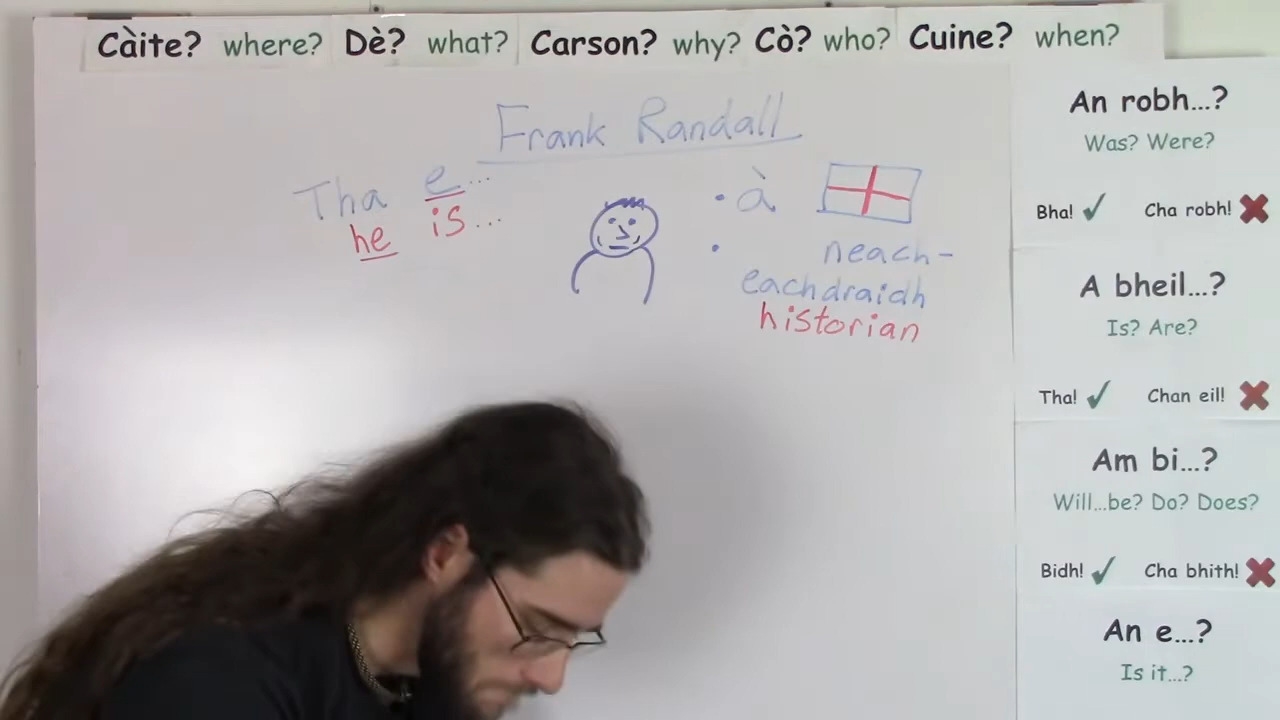 Càite? where? Dè? what? Carson? why? Cò? who? Cuine? when?
Frank Randall
Tha e...
he is...
• à
•
neach-
eachdraidh
historian
An robh...?
Was? Were?
Bha! ✓ Cha robh! ✗
A bheil...?
Is? Are?
Tha! ✓ Chan eil! ✗
Am bi...?
Will...be? Do? Does?
Bidh! ✓ Cha bhith! ✗
An e...?
Is it...?